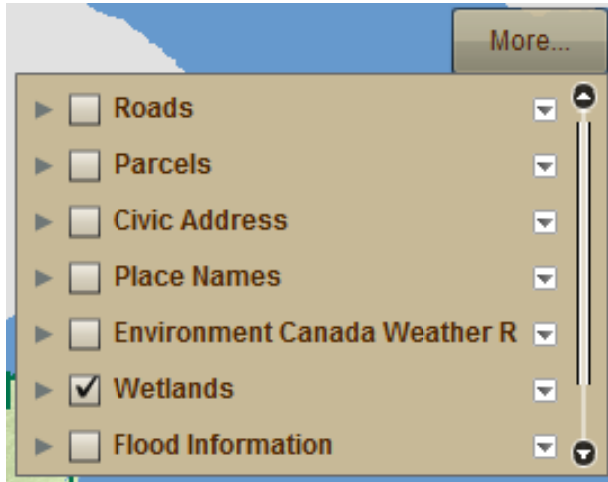 More...
Roads
Parcels
Civic Address
Place Names
Environment Canada Weather R
Wetlands
Flood Information